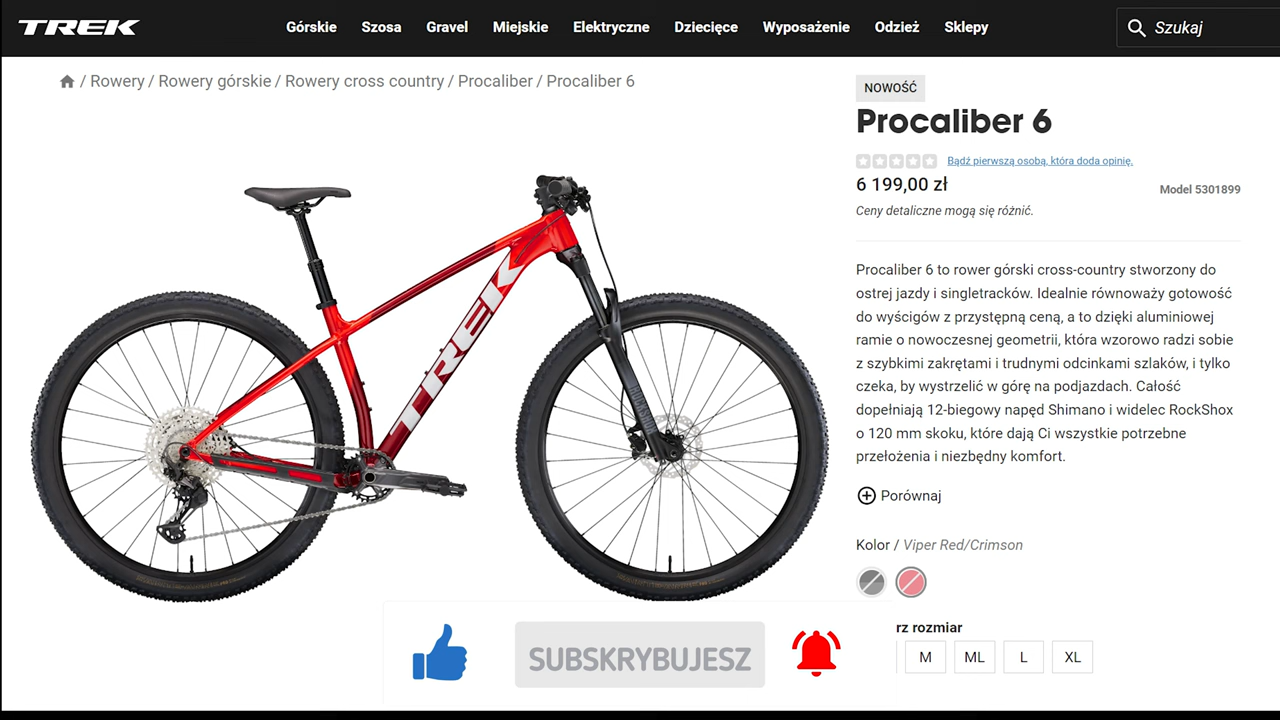 TREK
Górskie Szosa Gravel Miejskie Elektryczne Dziecięce Wyposażenie Odzież Sklepy
Szukaj
/ Rowery / Rowery górskie / Rowery cross country / Procaliber / Procaliber 6
NOWOŚĆ
Procaliber 6
Bądź pierwszą osobą, która doda opinię.
6 199,00 zł
Model 5301899
Ceny detaliczne mogą się różnić.
TREK
ROCKSHOX
Procaliber 6 to rower górski cross-country stworzony do
ostrej jazdy i singletracków. Idealnie równoważy gotowość
do wyścigów z przystępną ceną, a to dzięki aluminiowej
ramie o nowoczesnej geometrii, która wzorowo radzi sobie
z szybkimi zakrętami i trudnymi odcinkami szlaków, i tylko
czeka, by wystrzelić w górę na podjazdach. Całość
dopełniają 12-biegowy napęd Shimano i widelec RockShox
o 120 mm skoku, które dają Ci wszystkie potrzebne
przełożenia i niezbędny komfort.
Porównaj
Kolor / Viper Red/Crimson
rz rozmiar
M ML L XL
SUBSKRYBUJESZ